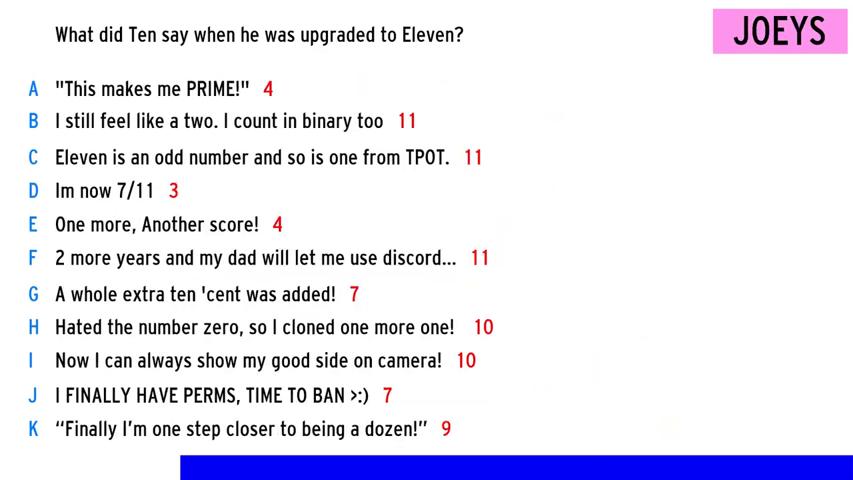 What did Ten say when he was upgraded to Eleven?
JOEYS
A "This makes me PRIME!" 4
B I still feel like a two. I count in binary too 11
C Eleven is an odd number and so is one from TPOT. 11
D Im now 7/11 3
E One more, Another score! 4
F 2 more years and my dad will let me use discord... 11
G A whole extra ten 'cent was added! 7
H Hated the number zero, so I cloned one more one! 10
I Now I can always show my good side on camera! 10
J I FINALLY HAVE PERMS, TIME TO BAN >:) 7
K “Finally I’m one step closer to being a dozen!” 9